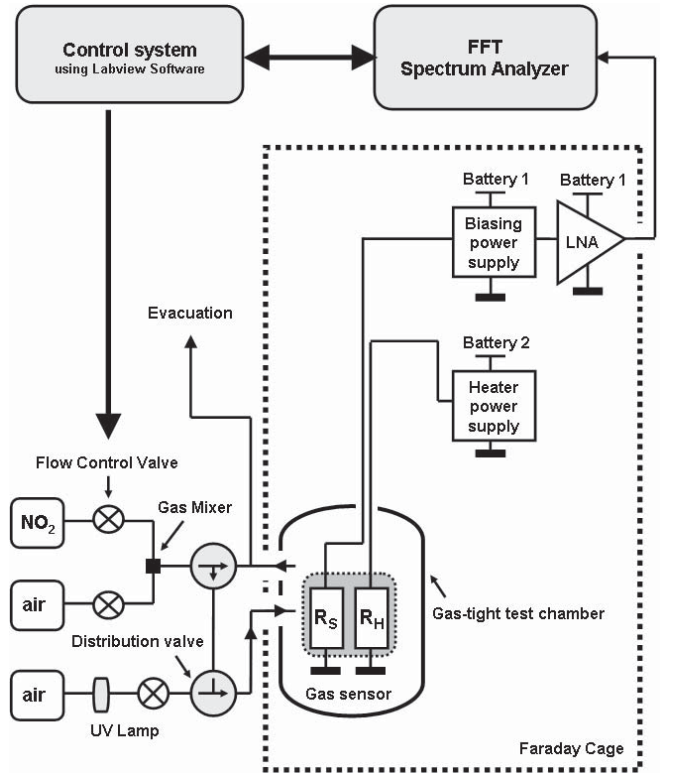 Control system
using Labview Software
FFT
Spectrum Analyzer
Battery 1
Battery 1
Biasing
power
supply
LNA
Evacuation
Battery 2
Heater
power
supply
Flow Control Valve
Gas Mixer
NO2
air
RS
RH
Gas-tight test chamber
Distribution valve
air
Gas sensor
UV Lamp
Faraday Cage